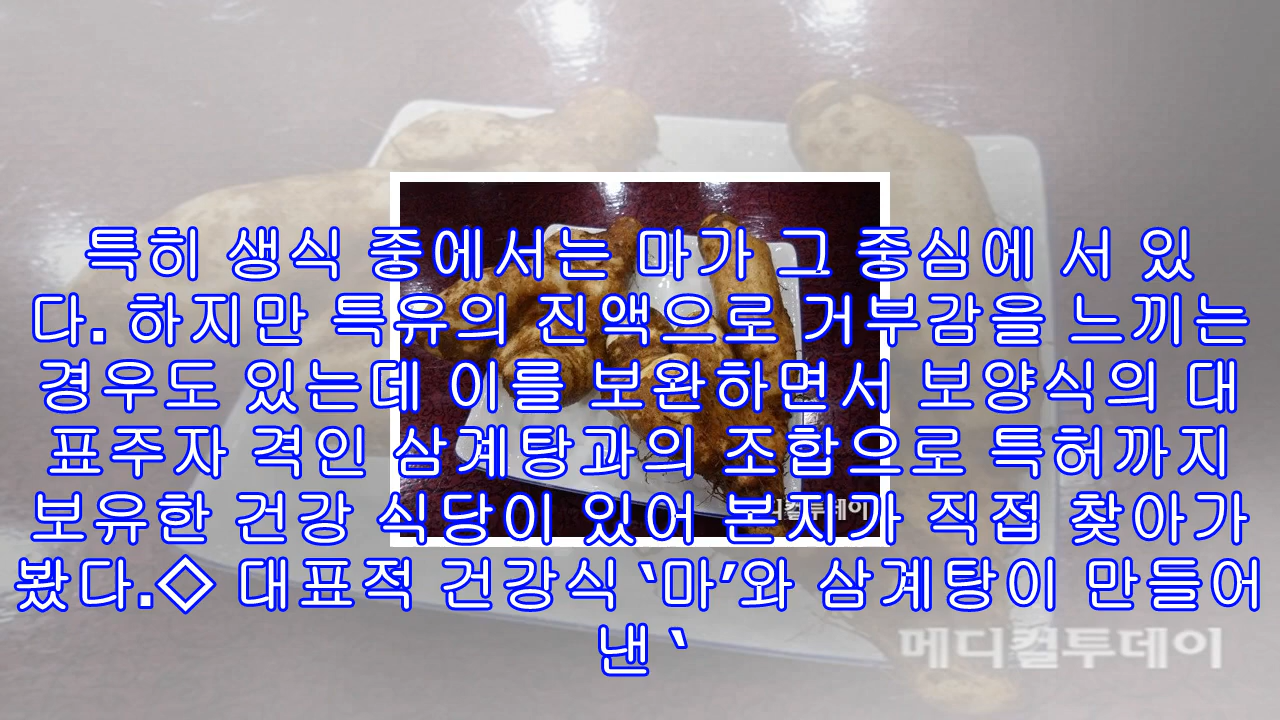 특히 생식 중에서는 마가 그 중심에 서 있
다. 하지만 특유의 진액으로 거부감을 느끼는
경우도 있는데 이를 보완하면서 보양식의 대
표주자 격인 삼계탕과의 조합으로 특허까지
보유한 건강 식당이 있어 본지가 직접 찾아가
봤다.◇ 대표적 건강식 ‘마’와 삼계탕이 만들어
낸 ‘
메디컬투데이